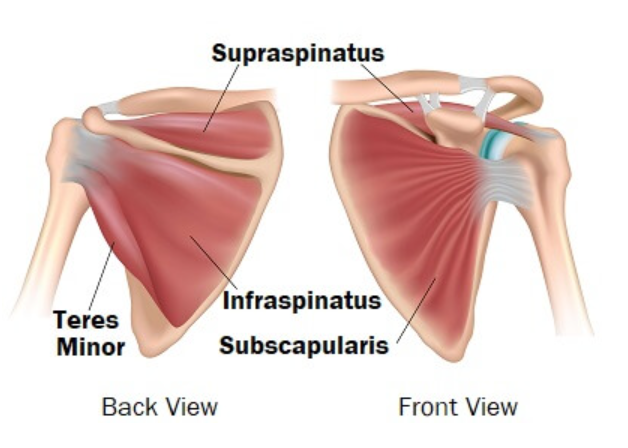 Supraspinatus
Infraspinatus
Teres
Minor
Subscapularis
Back View
Front View